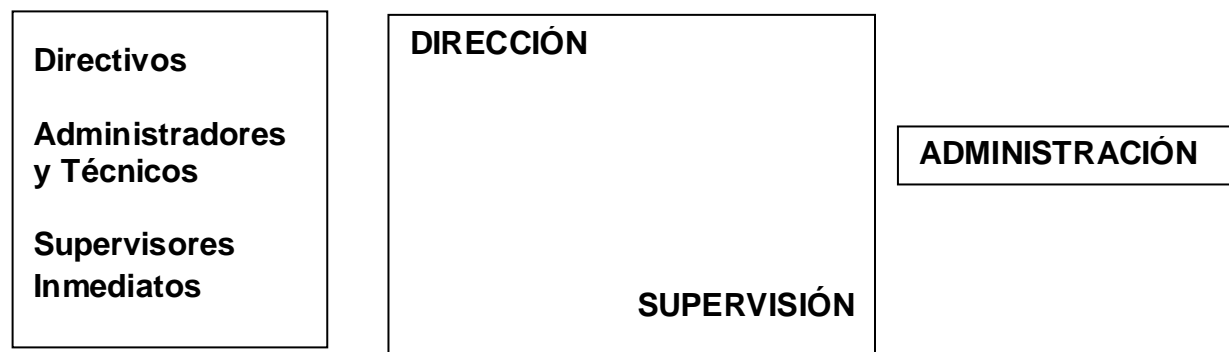 Directivos
Administradores
y Técnicos
Supervisores
Inmediatos
DIRECCIÓN
SUPERVISIÓN
ADMINISTRACIÓN